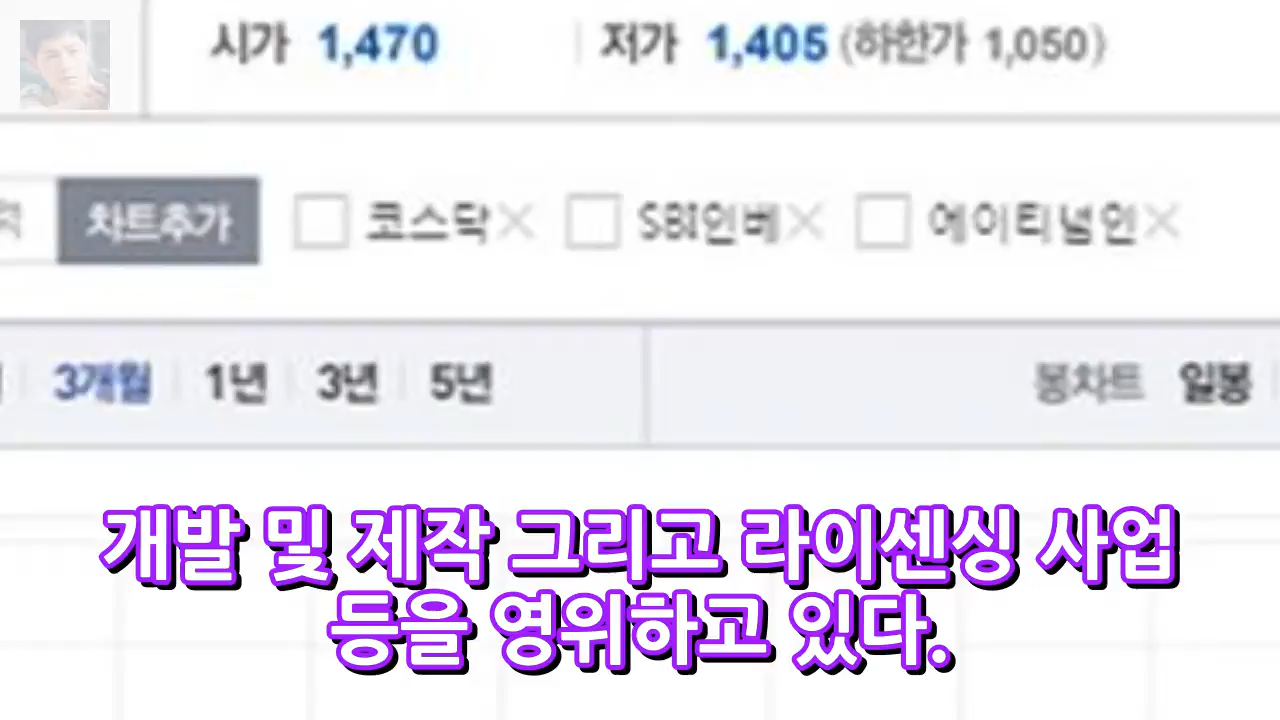 시가 1,470 저가 1,405 (하한가 1,050)
차트추가 코스닥 SBI인베 에이티넘인
3개월 1년 3년 5년 봉차트 일봉
개발 및 제작 그리고 라이센싱 사업
등을 영위하고 있다.